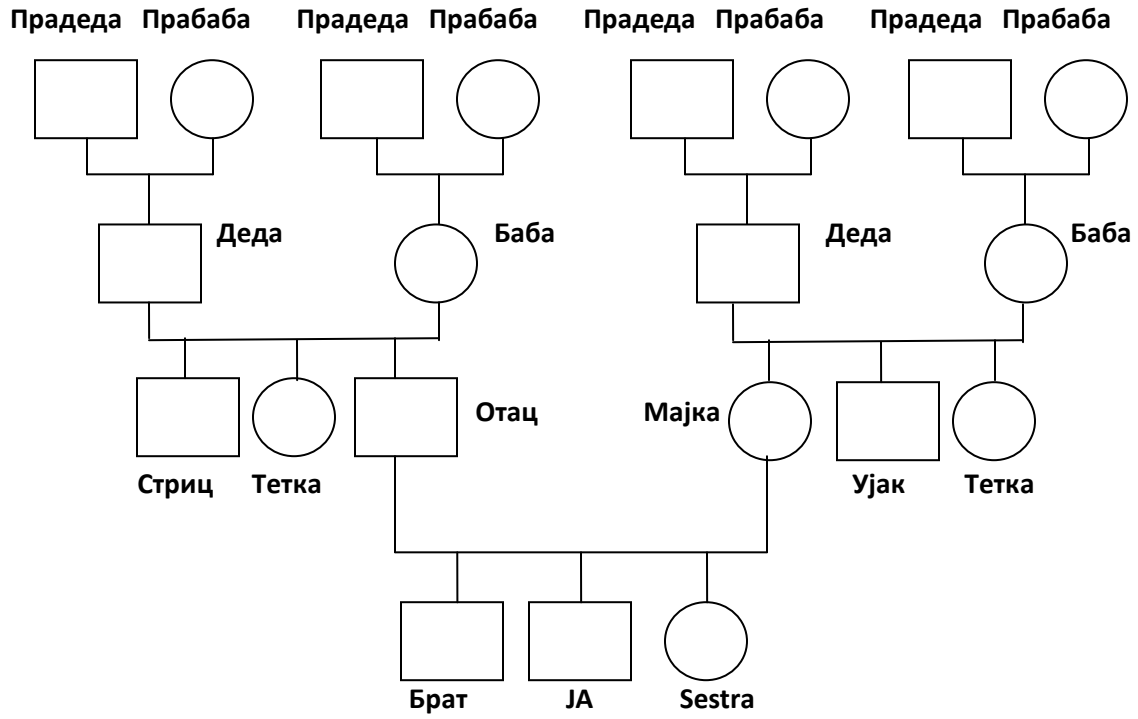 Прадеда Прабаба Прадеда Прабаба Прадеда Прабаба Прадеда Прабаба
Деда Баба Деда Баба
Отац Мајка
Стриц Тетка Ујак Тетка
Брат ЈА Sestra